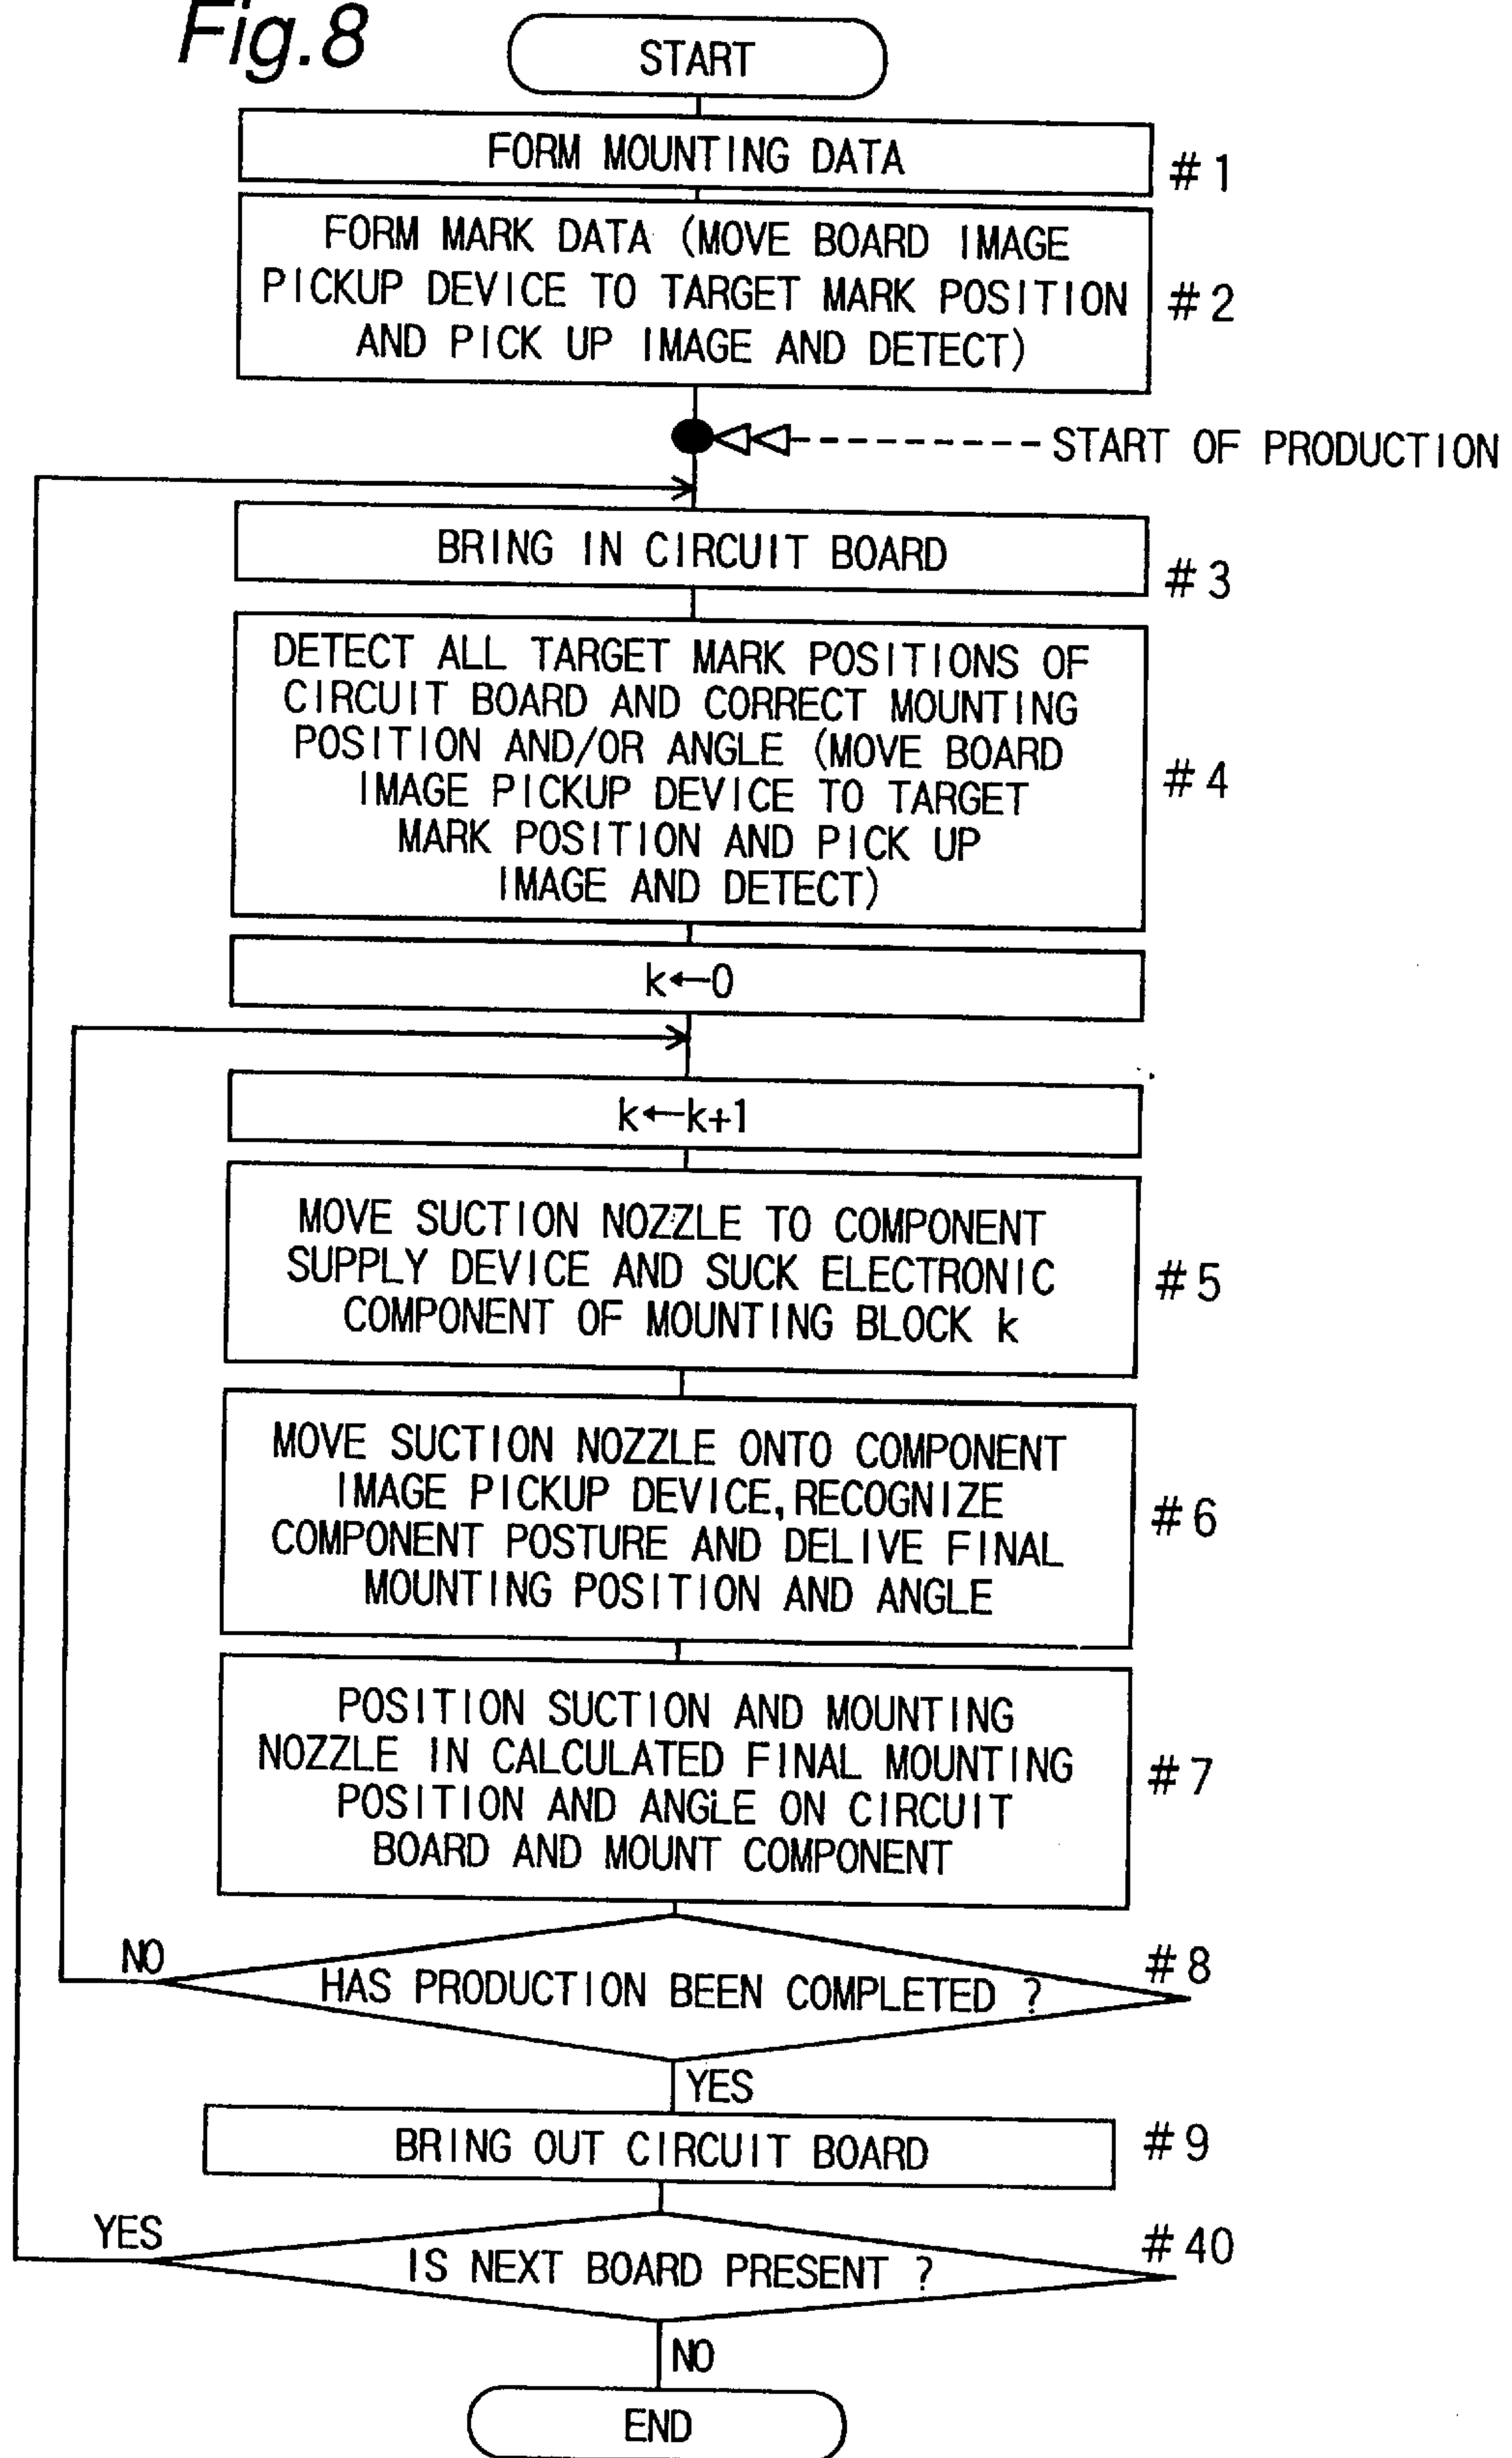 Fig.8
START
FORM MOUNTING DATA
#1
FORM MARK DATA (MOVE BOARD IMAGE
PICKUP DEVICE TO TARGET MARK POSITION
AND PICK UP IMAGE AND DETECT)
#2
START OF PRODUCTION
BRING IN CIRCUIT BOARD
#3
DETECT ALL TARGET MARK POSITIONS OF
CIRCUIT BOARD AND CORRECT MOUNTING
POSITION AND/OR ANGLE (MOVE BOARD
IMAGE PICKUP DEVICE TO TARGET
MARK POSITION AND PICK UP
IMAGE AND DETECT)
#4
k←0
k←k+1
MOVE SUCTION NOZZLE TO COMPONENT
SUPPLY DEVICE AND SUCK ELECTRONIC
COMPONENT OF MOUNTING BLOCK k
#5
MOVE SUCTION NOZZLE ONTO COMPONENT
IMAGE PICKUP DEVICE, RECOGNIZE
COMPONENT POSTURE AND DELIVE FINAL
MOUNTING POSITION AND ANGLE
#6
POSITION SUCTION AND MOUNTING
NOZZLE IN CALCULATED FINAL MOUNTING
POSITION AND ANGLE ON CIRCUIT
BOARD AND MOUNT COMPONENT
#7
NO
HAS PRODUCTION BEEN COMPLETED ?
#8
YES
BRING OUT CIRCUIT BOARD
#9
YES
IS NEXT BOARD PRESENT ?
#40
NO
END